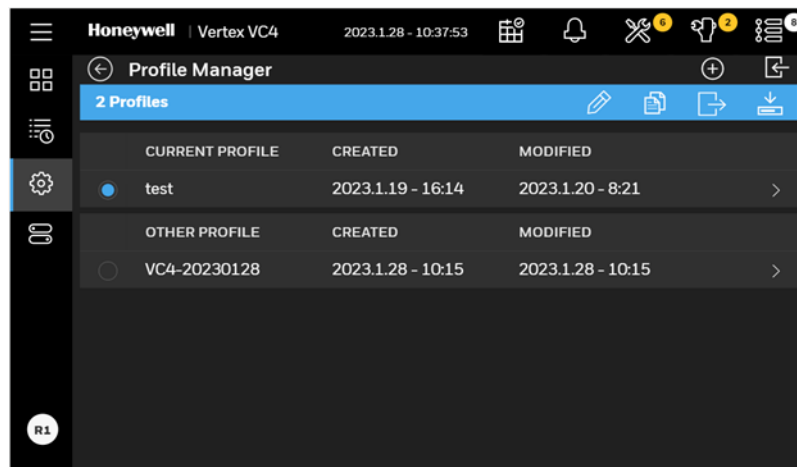 Honeywell | Vertex VC4 2023.1.28 - 10:37:53 6 2 8
Profile Manager
2 Profiles
CURRENT PROFILE CREATED MODIFIED
test 2023.1.19 - 16:14 2023.1.20 - 8:21
OTHER PROFILE CREATED MODIFIED
VC4-20230128 2023.1.28 - 10:15 2023.1.28 - 10:15
R1